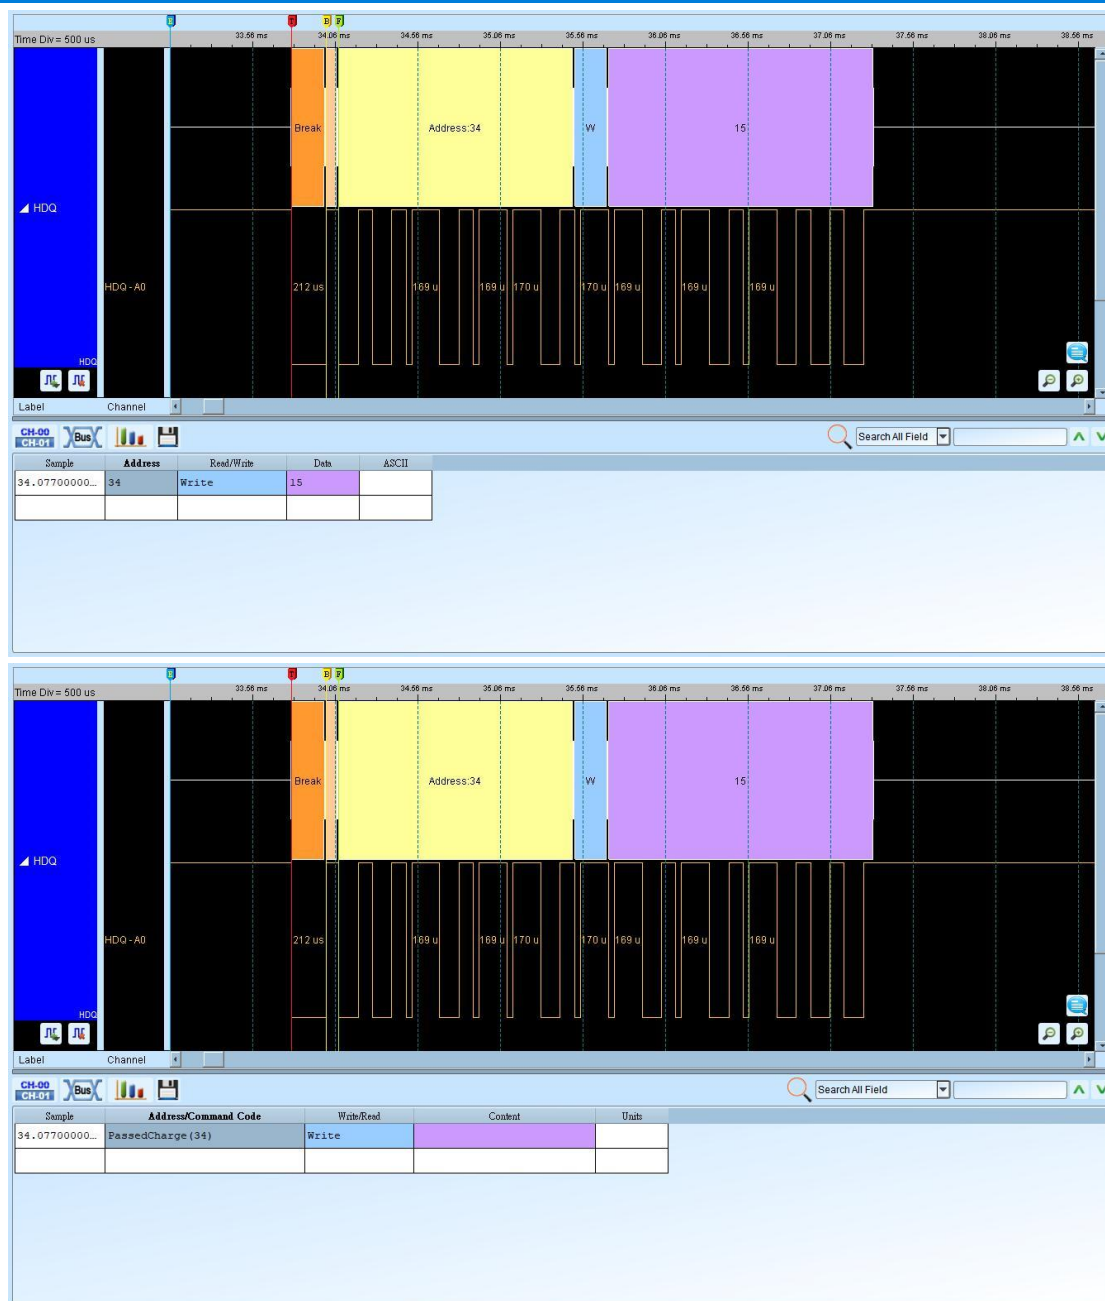 T B F
Time Div = 500 us 33.56 ms 34.06 ms 34.56 ms 35.06 ms 35.56 ms 36.06 ms 36.56 ms 37.06 ms 37.56 ms 38.06 ms 38.56 ms
Break Address:34 W 15
HDQ
HDQ - A0 212 us 169 u 169 u 170 u 170 u 169 u 169 u 169 u
HDQ
Label Channel
CH-00
CH-01 Bus Search All Field
Sample Address Read/Write Data ASCII
34.07700000... 34 Write 15
T B F
Time Div = 500 us 33.56 ms 34.06 ms 34.56 ms 35.06 ms 35.56 ms 36.06 ms 36.56 ms 37.06 ms 37.56 ms 38.06 ms 38.56 ms
Break Address:34 W 15
HDQ
HDQ - A0 212 us 169 u 169 u 170 u 170 u 169 u 169 u 169 u
HDQ
Label Channel
CH-00
CH-01 Bus Search All Field
Sample Address/Command Code Write/Read Content Units
34.07700000... PassedCharge(34) Write